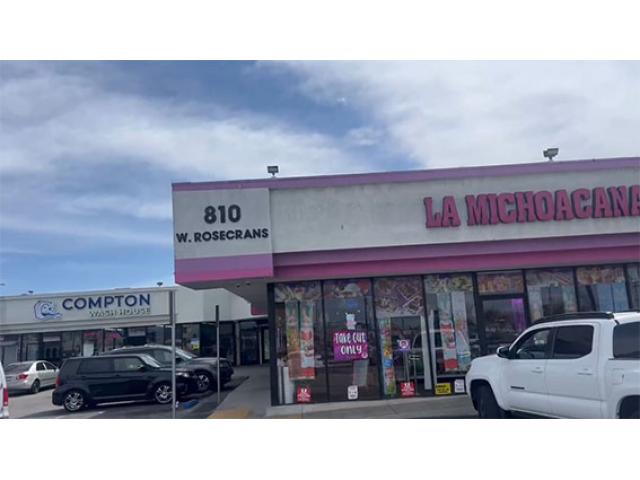 810
W. ROSECRANS
LA MICHOACANA
COMPTON
WASH HOUSE
TAKE OUT
ONLY